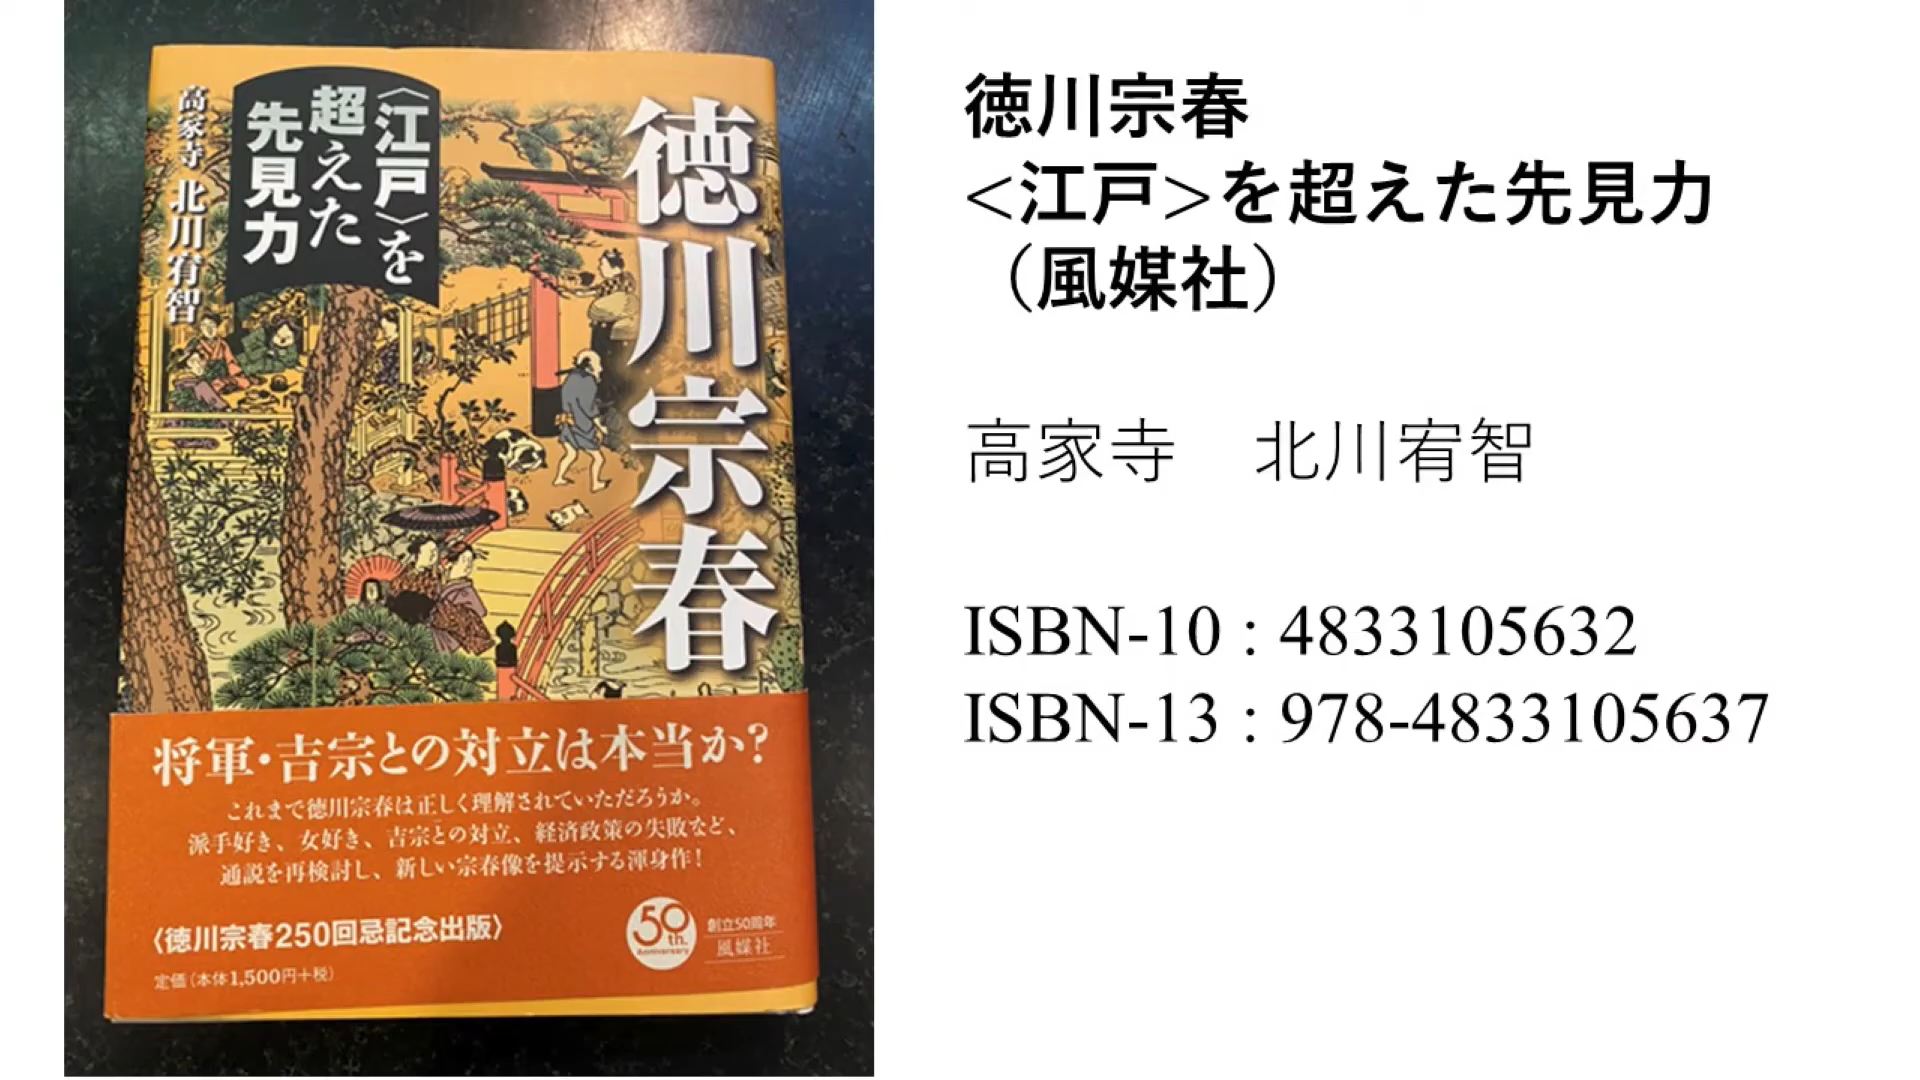 徳川宗春
〈江戸〉を
超えた
先見力
高家寺 北川宥智
将軍・吉宗との対立は本当か?
これまで徳川宗春は正しく理解されていただろうか。
派手好き、女好き、吉宗との対立、経済政策の失敗など、
通説を再検討し、新しい宗春像を提示する渾身作!
〈徳川宗春250回忌記念出版〉
定価(本体1,500円+税)
50th.
Anniversary
創立50周年
風媒社
徳川宗春
<江戸>を超えた先見力
(風媒社)
高家寺 北川宥智
ISBN-10 : 4833105632
ISBN-13 : 978-4833105637